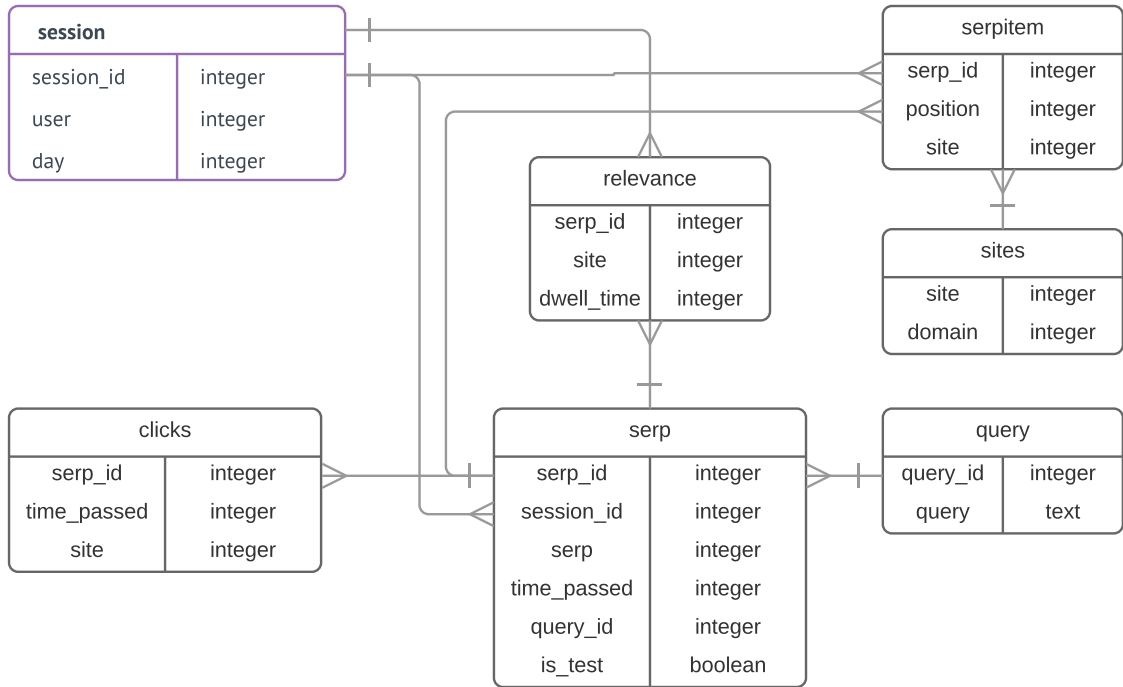 session
session_id integer
user integer
day integer
serpitem
serp_id integer
position integer
site integer
relevance
serp_id integer
site integer
dwell_time integer
sites
site integer
domain integer
clicks
serp_id integer
time_passed integer
site integer
serp
serp_id integer
session_id integer
serp integer
time_passed integer
query_id integer
is_test boolean
query
query_id integer
query text